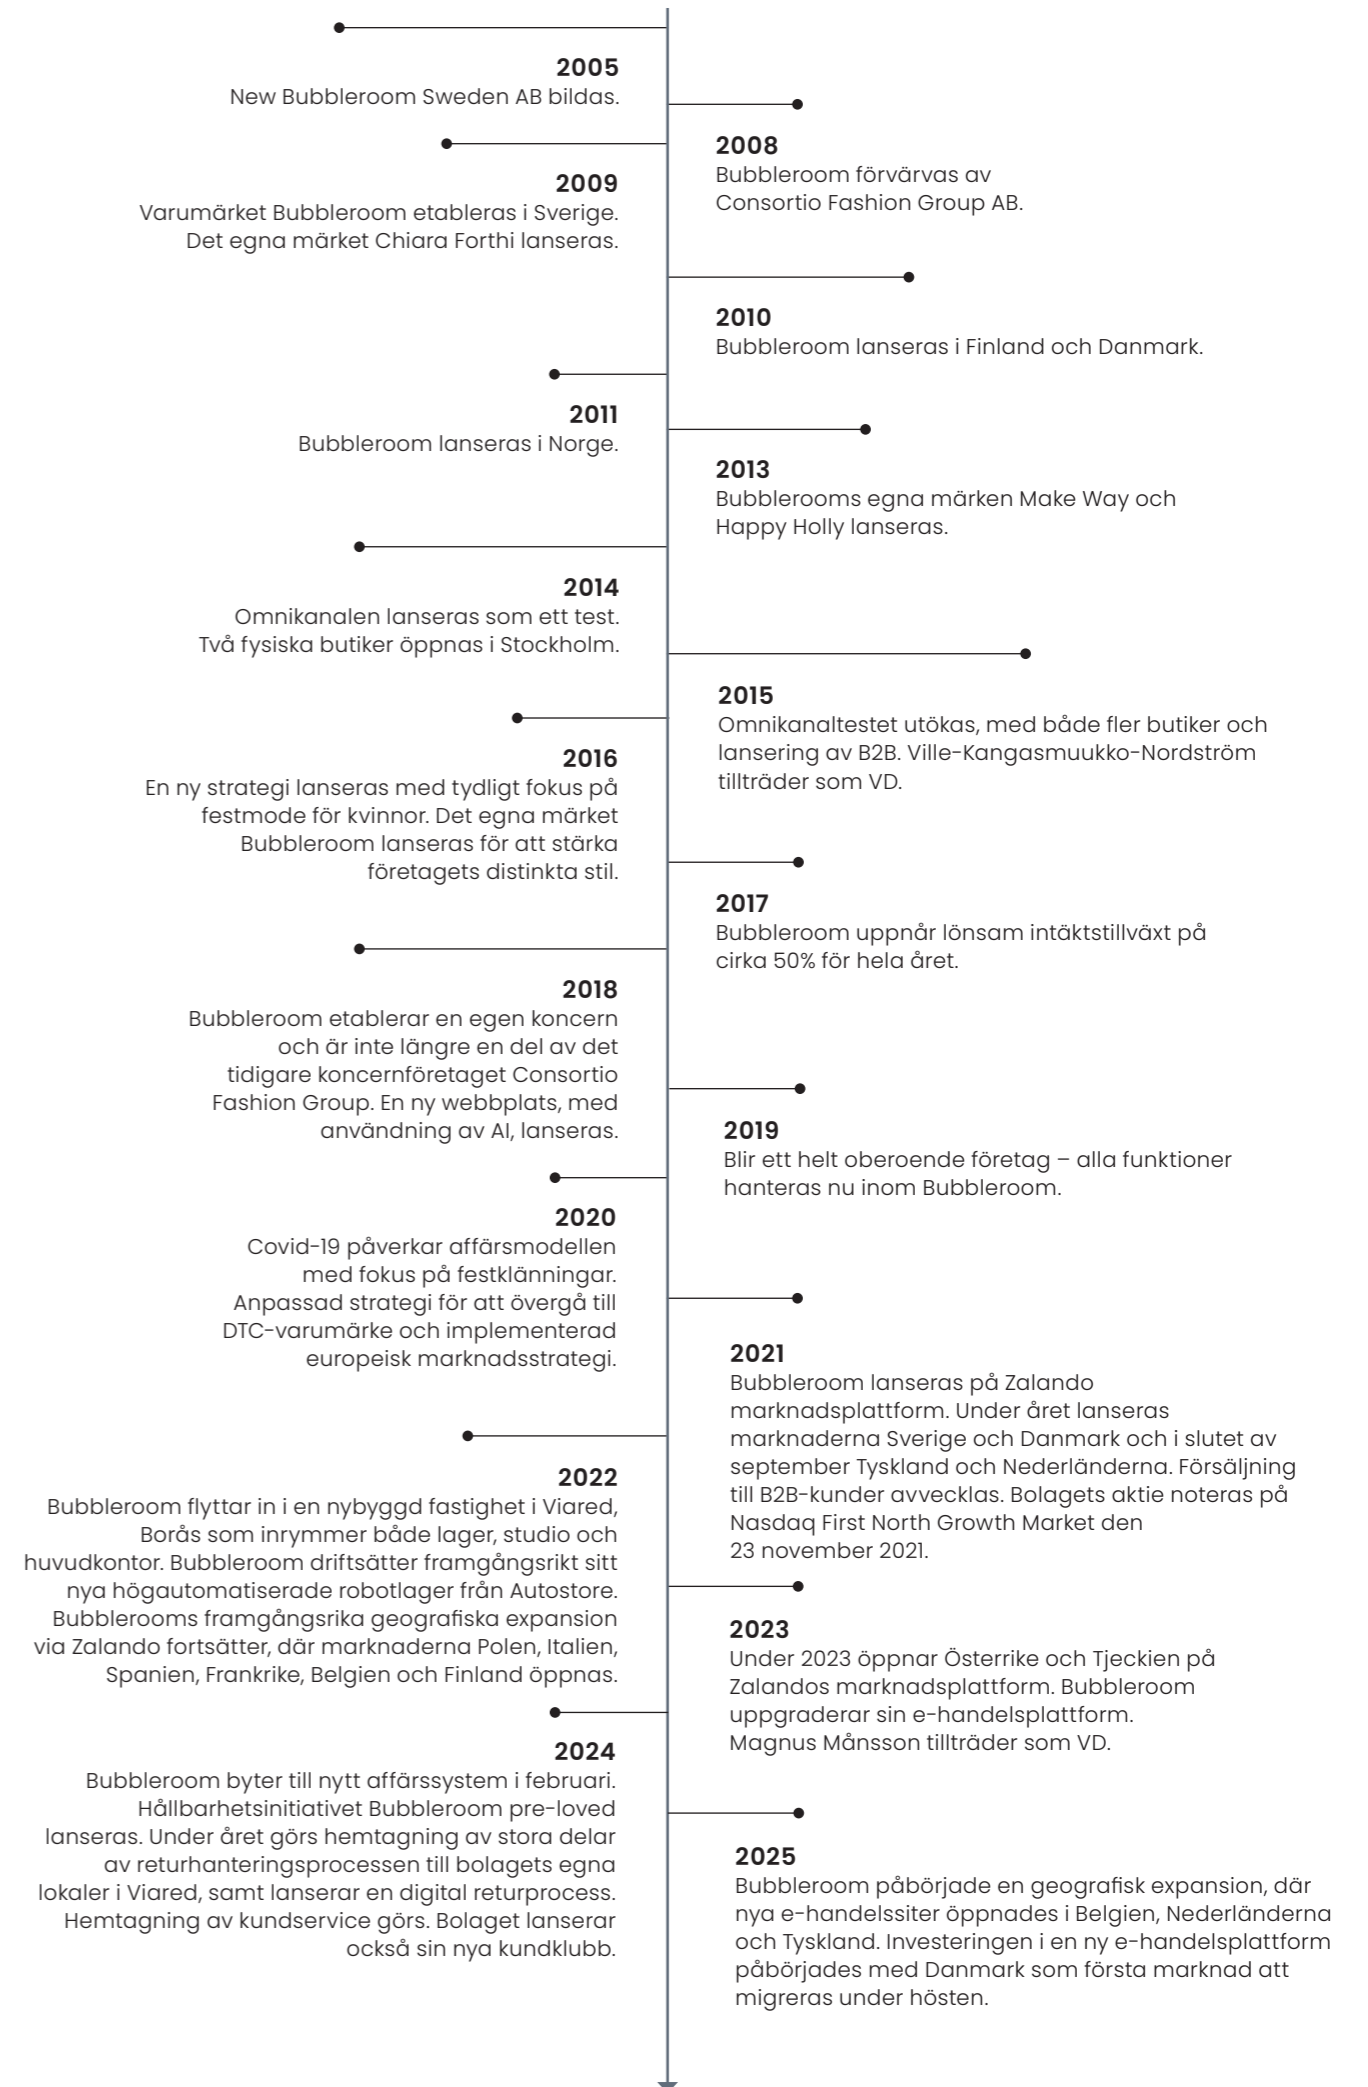 2005
New Bubbleroom Sweden AB bildas.
2008
Bubbleroom förvärvas av
Consortio Fashion Group AB.
2009
Varumärket Bubbleroom etableras i Sverige.
Det egna märket Chiara Forthi lanseras.
2010
Bubbleroom lanseras i Finland och Danmark.
2011
Bubbleroom lanseras i Norge.
2013
Bubblerooms egna märken Make Way och
Happy Holly lanseras.
2014
Omnikanalen lanseras som ett test.
Två fysiska butiker öppnas i Stockholm.
2015
Omnikanaltestet utökas, med både fler butiker och
lansering av B2B. Ville-Kangasmuukko-Nordström
tillträder som VD.
2016
En ny strategi lanseras med tydligt fokus på
festmode för kvinnor. Det egna märket
Bubbleroom lanseras för att stärka
företagets distinkta stil.
2017
Bubbleroom uppnår lönsam intäktstillväxt på
cirka 50% för hela året.
2018
Bubbleroom etablerar en egen koncern
och är inte längre en del av det
tidigare koncernföretaget Consortio
Fashion Group. En ny webbplats, med
användning av AI, lanseras.
2019
Blir ett helt oberoende företag – alla funktioner
hanteras nu inom Bubbleroom.
2020
Covid-19 påverkar affärsmodellen
med fokus på festklänningar.
Anpassad strategi för att övergå till
DTC-varumärke och implementerad
europeisk marknadsstrategi.
2021
Bubbleroom lanseras på Zalando
marknadsplattform. Under året lanseras
marknaderna Sverige och Danmark och i slutet av
september Tyskland och Nederländerna. Försäljning
till B2B-kunder avvecklas. Bolagets aktie noteras på
Nasdaq First North Growth Market den
23 november 2021.
2022
Bubbleroom flyttar in i en nybyggd fastighet i Viared,
Borås som inrymmer både lager, studio och
huvudkontor. Bubbleroom driftsätter framgångsrikt sitt
nya högautomatiserade robotlager från Autostore.
Bubblerooms framgångsrika geografiska expansion
via Zalando fortsätter, där marknaderna Polen, Italien,
Spanien, Frankrike, Belgien och Finland öppnas.
2023
Under 2023 öppnar Österrike och Tjeckien på
Zalandos marknadsplattform. Bubbleroom
uppgraderar sin e-handelsplattform.
Magnus Månsson tillträder som VD.
2024
Bubbleroom byter till nytt affärssystem i februari.
Hållbarhetsinitiativet Bubbleroom pre-loved
lanseras. Under året görs hemtagning av stora delar
av returhanteringsprocessen till bolagets egna
lokaler i Viared, samt lanserar en digital returprocess.
Hemtagning av kundservice görs. Bolaget lanserar
också sin nya kundklubb.
2025
Bubbleroom påbörjade en geografisk expansion, där
nya e-handelssiter öppnades i Belgien, Nederländerna
och Tyskland. Investeringen i en ny e-handelsplattform
påbörjades med Danmark som första marknad att
migreras under hösten.